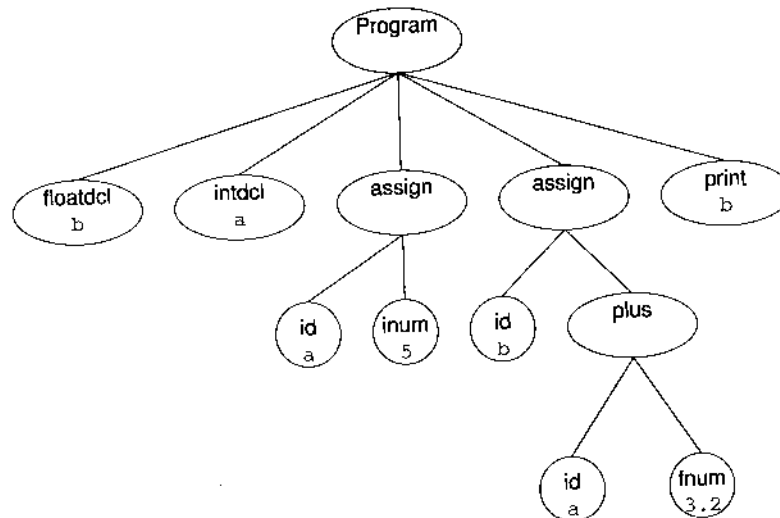 Program
floatdcl
b
intdcl
a
assign
assign
print
b
id
a
inum
5
id
b
plus
id
a
fnum
3.2